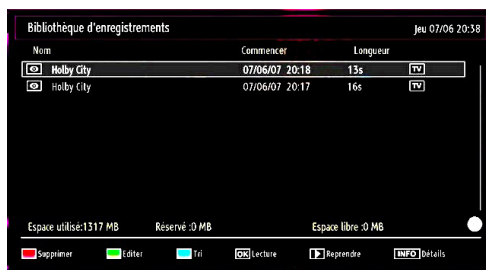 Bibliothèque d'enregistrements Jeu 07/06 20:38
Nom Commencer Longueur
Holby City 07/06/07 20:18 13s TV
Holby City 07/06/07 20:17 16s TV
Espace utilisé:1317 MB Réservé :0 MB Espace libre :0 MB
Supprimer Editer Tri OK Lecture Reprendre INFO Détails